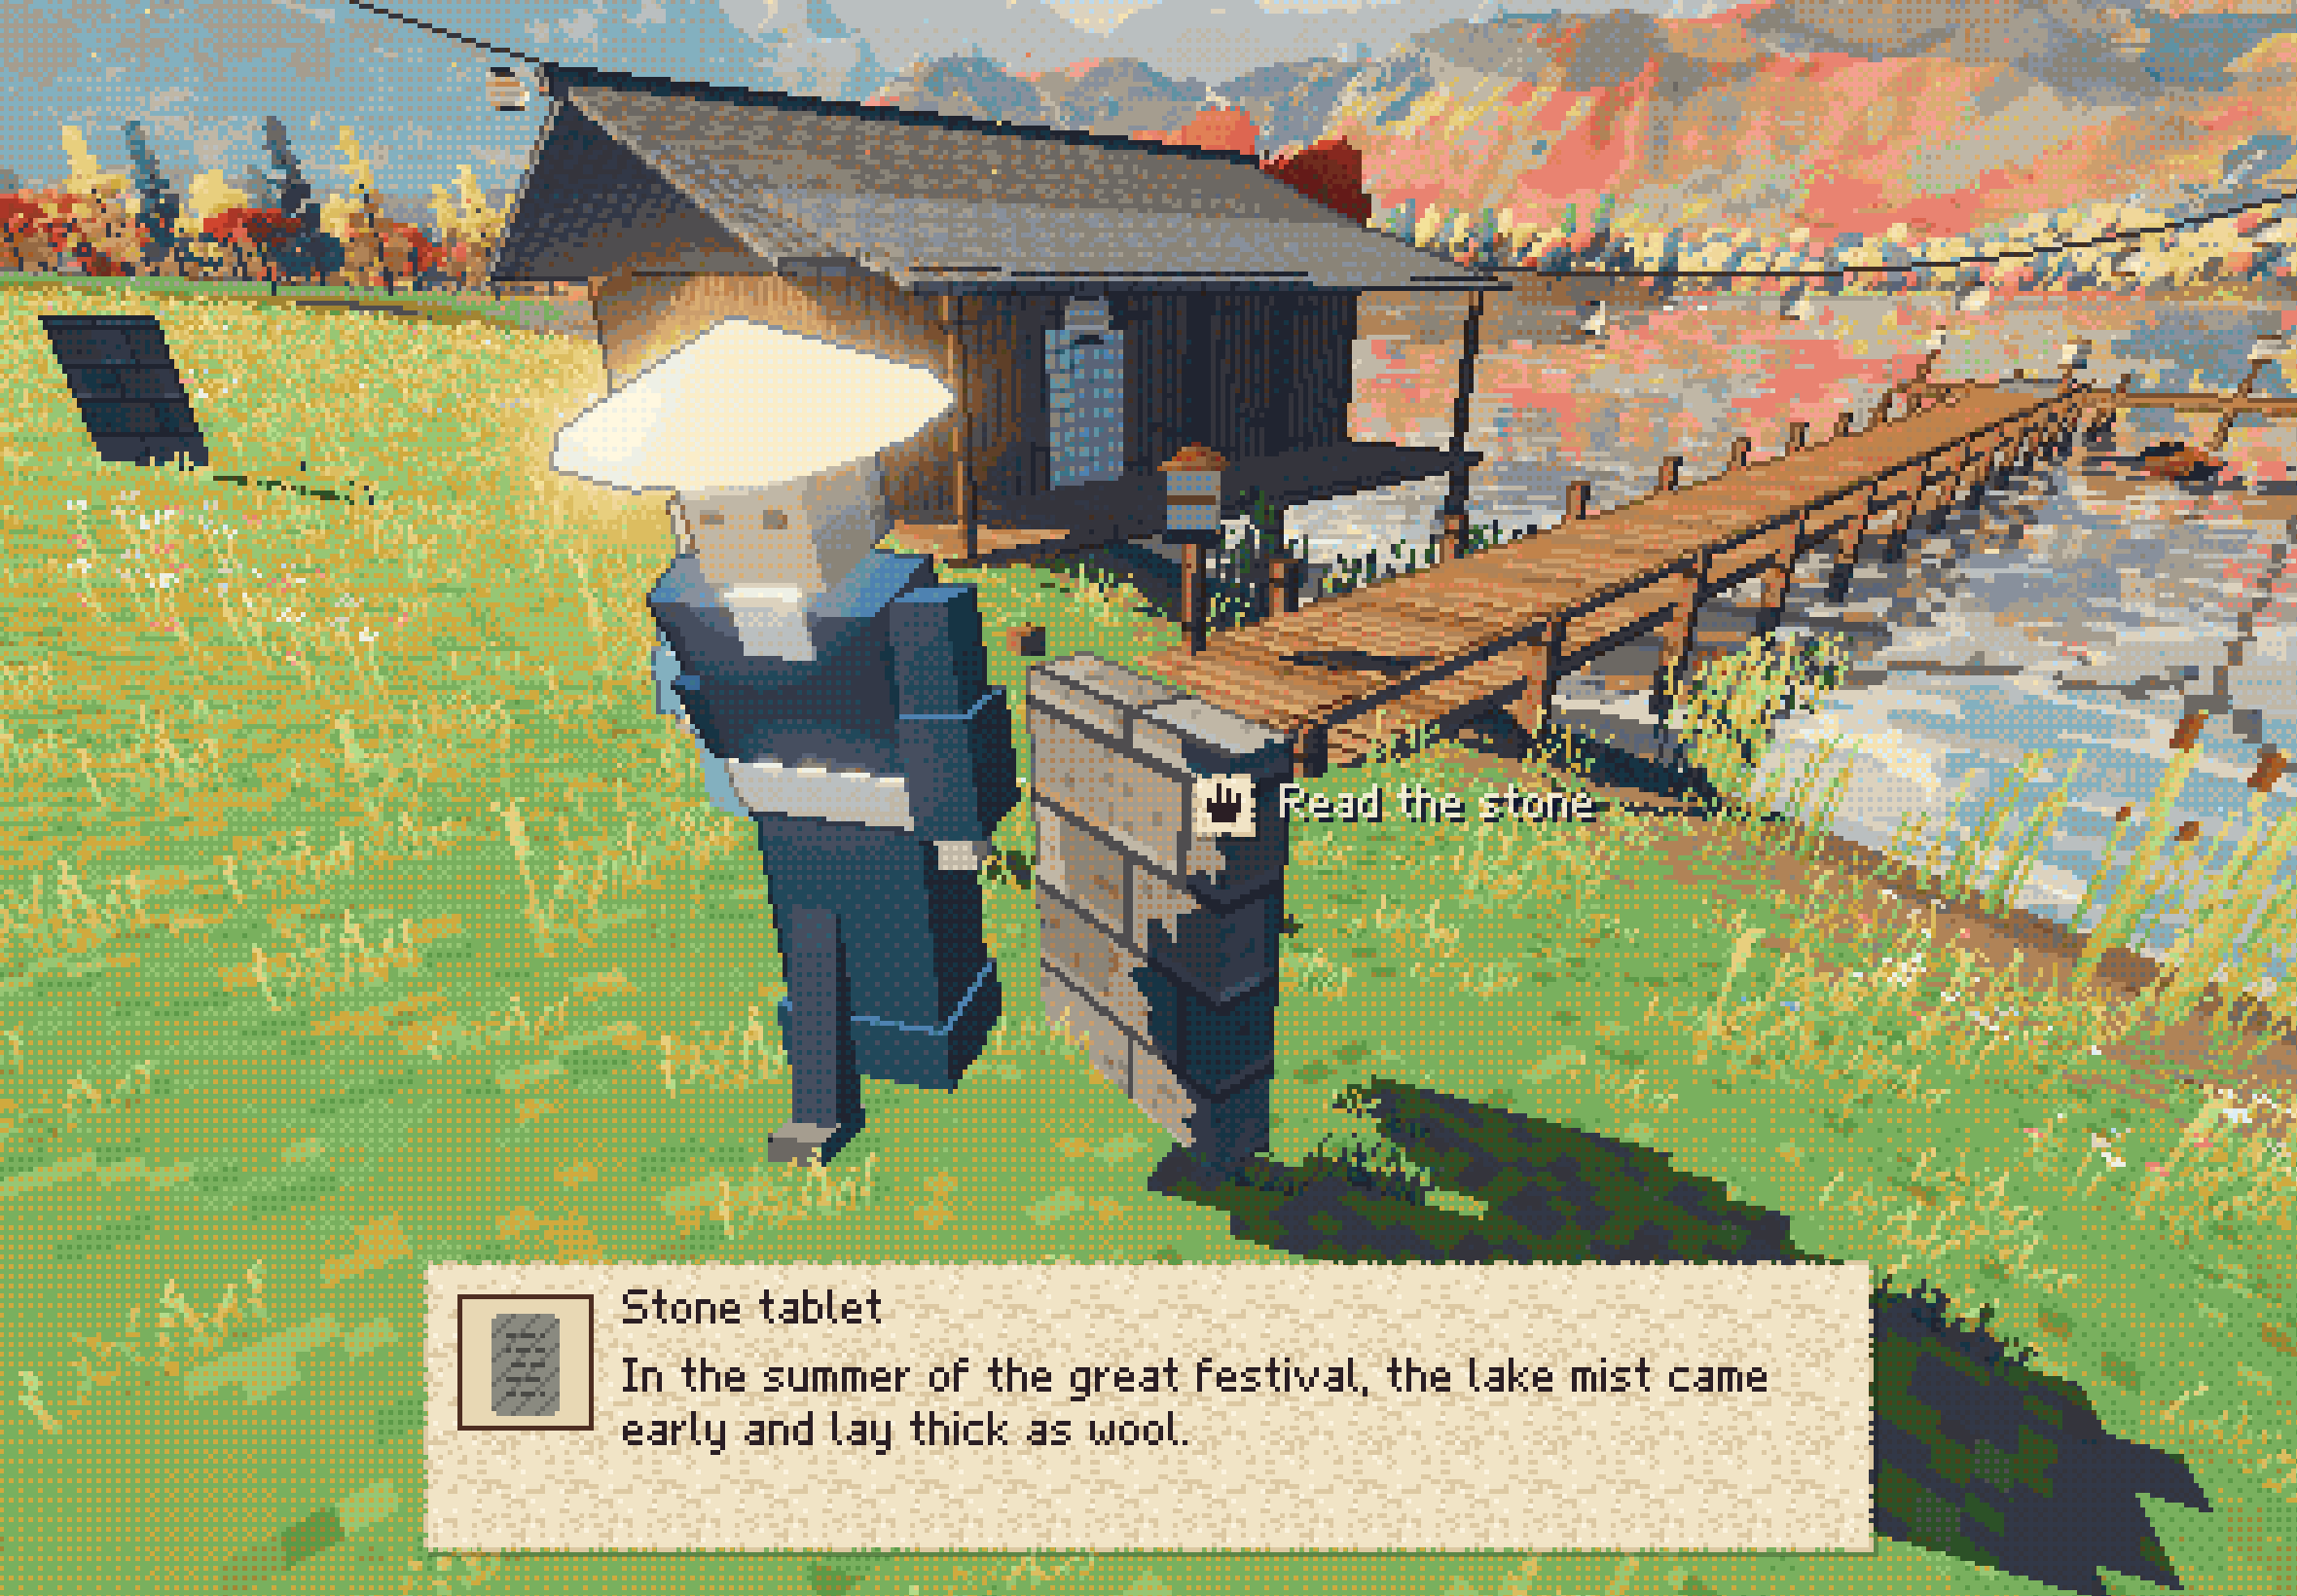 Read the stone
Stone tablet
In the summer of the great festival, the lake mist came
early and lay thick as wool.